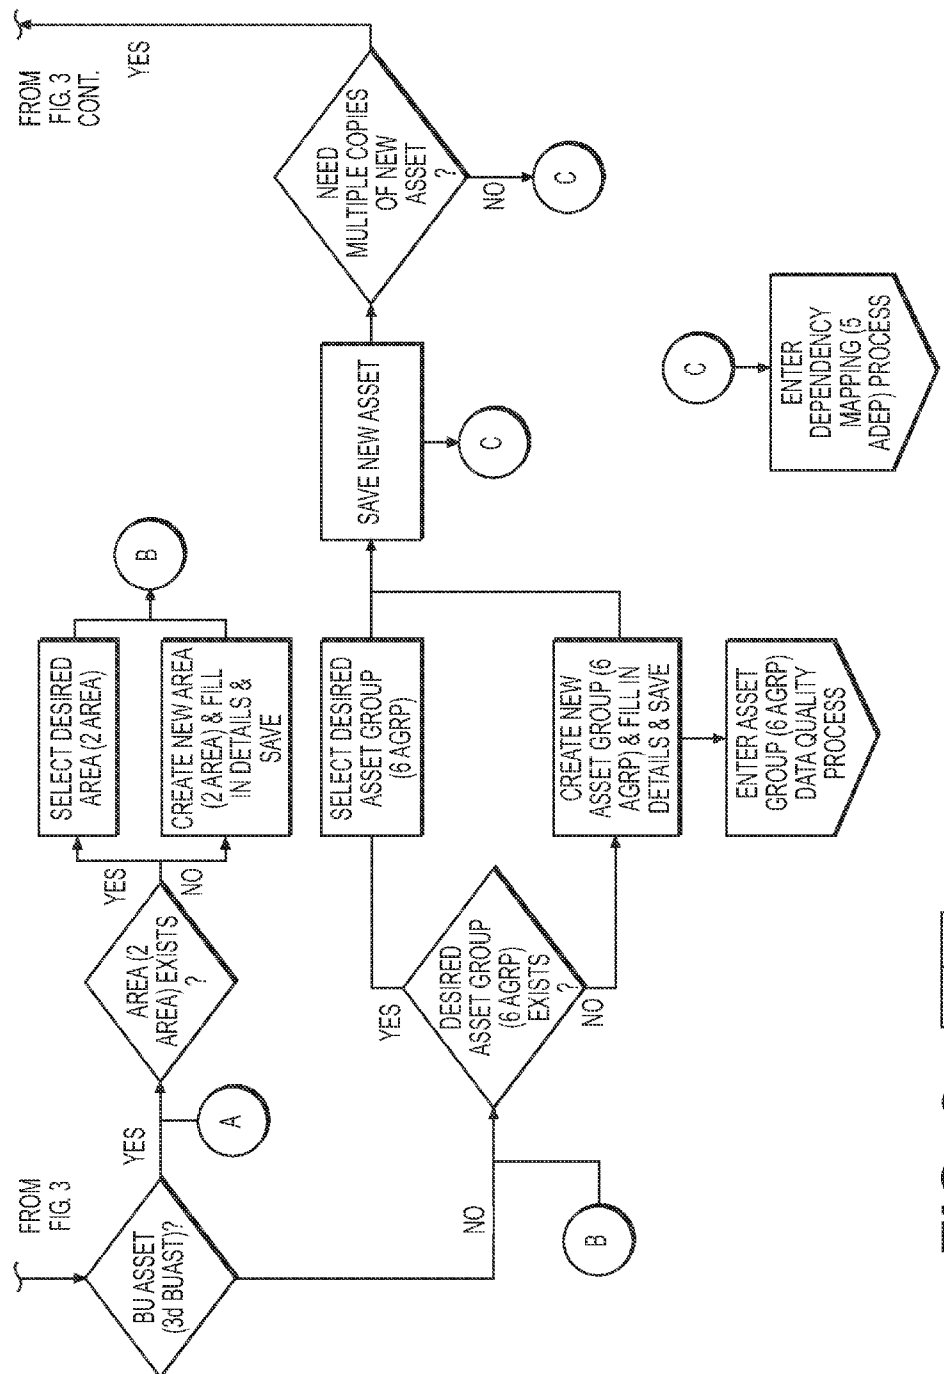 FROM
FIG. 3
BU ASSET
(3d BUAST)?
YES
NO
A
AREA (2
AREA) EXISTS
?
YES
NO
SELECT DESIRED
AREA (2 AREA)
CREATE NEW AREA
(2 AREA) & FILL
IN DETAILS &
SAVE
B
B
DESIRED
ASSET GROUP
(6 AGRP)
EXISTS
?
YES
NO
SELECT DESIRED
ASSET GROUP
(6 AGRP)
CREATE NEW
ASSET GROUP (6
AGRP) & FILL IN
DETAILS & SAVE
ENTER ASSET
GROUP (6 AGRP)
DATA QUALITY
PROCESS
SAVE NEW ASSET
C
NEED
MULTIPLE COPIES
OF NEW
ASSET
?
YES
FROM
FIG. 3
CONT.
NO
C
C
ENTER
DEPENDENCY
MAPPING (5
ADEP) PROCESS